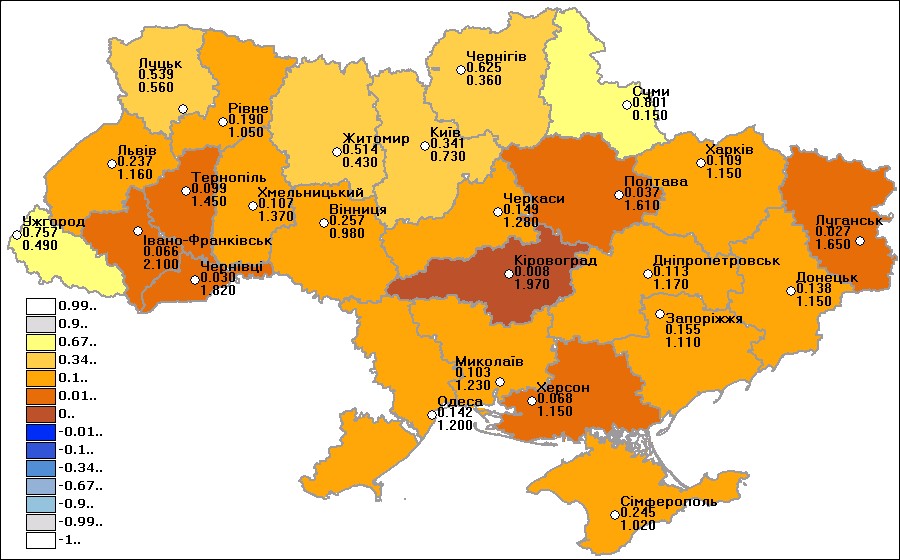 Чернігів
0.625
0.360
Луцьк
0.539
0.560
Суми
0.801
0.150
Рівне
0.190
1.050
Житомир
0.514
0.430
Київ
0.341
0.730
Львів
0.237
1.160
Харків
0.109
1.150
Тернопіль
0.099
1.450
Хмельницький
0.107
1.370
Полтава
0.037
1.610
Вінниця
0.257
0.980
Черкаси
0.149
1.280
Ужгород
0.757
0.490
Луганськ
0.027
1.650
Івано-Франківськ
0.066
2.100
Чернівці
0.030
1.820
Кіровоград
0.008
1.970
Дніпропетровськ
0.113
1.170
Донецьк
0.138
1.150
Запоріжжя
0.155
1.110
Миколаїв
0.103
1.230
Херсон
0.068
1.150
Одеса
0.142
1.200
Сімферополь
0.245
1.020
0.99..
0.9..
0.67..
0.34..
0.1..
0.01..
0..
-0.01..
-0.1..
-0.34..
-0.67..
-0.9..
-0.99..
-1..